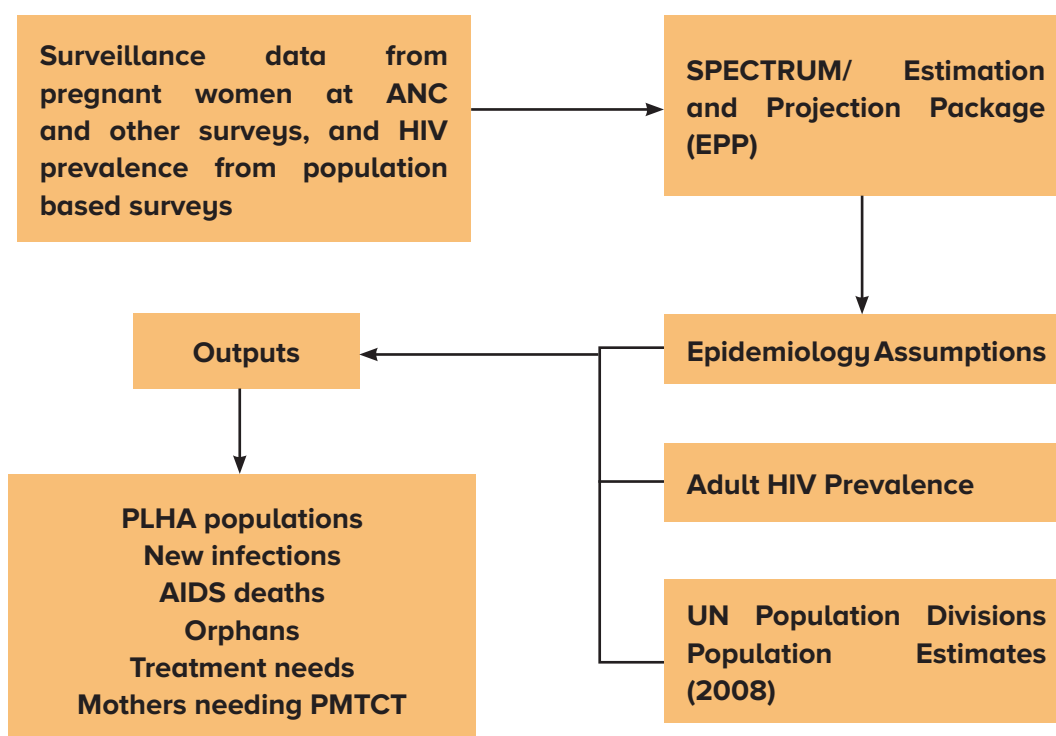 Surveillance data from
pregnant women at ANC
and other surveys, and HIV
prevalence from population
based surveys
SPECTRUM/ Estimation
and Projection Package
(EPP)
Outputs
Epidemiology Assumptions
Adult HIV Prevalence
UN Population Divisions
Population Estimates
(2008)
PLHA populations
New infections
AIDS deaths
Orphans
Treatment needs
Mothers needing PMTCT